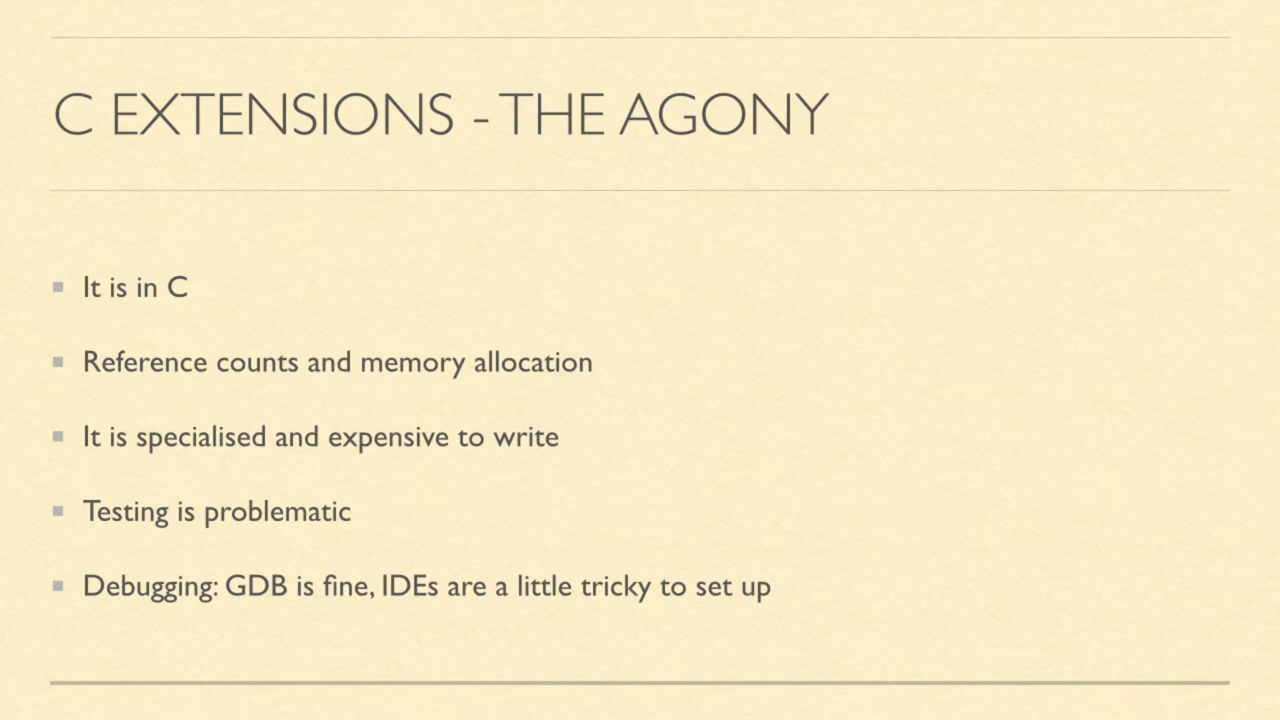 C EXTENSIONS - THE AGONY
It is in C
Reference counts and memory allocation
It is specialised and expensive to write
Testing is problematic
Debugging: GDB is fine, IDEs are a little tricky to set up